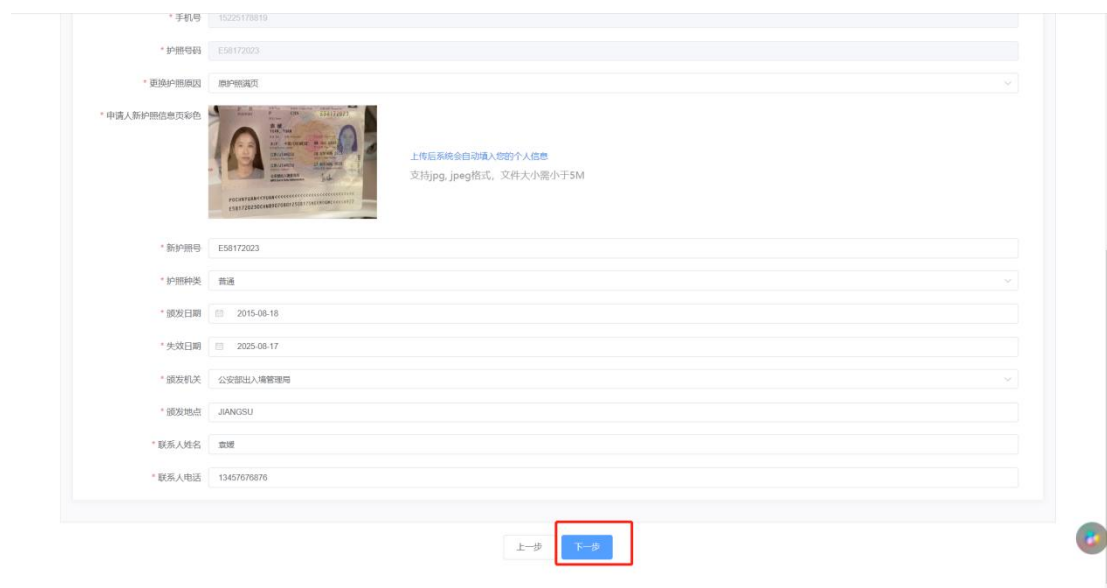 * 手机号 15225178819
* 护照号码 E58172023
* 更换护照原因 原护照满页
* 申请人新护照信息页彩色
上传后系统会自动填入您的个人信息
支持jpg, jpeg格式，文件大小需小于5M
* 新护照号 E58172023
* 护照种类 普通
* 颁发日期 2015-08-18
* 失效日期 2025-08-17
* 颁发机关 公安部出入境管理局
* 颁发地点 JIANGSU
* 联系人姓名 袁媛
* 联系人电话 13457676876
上一步 下一步